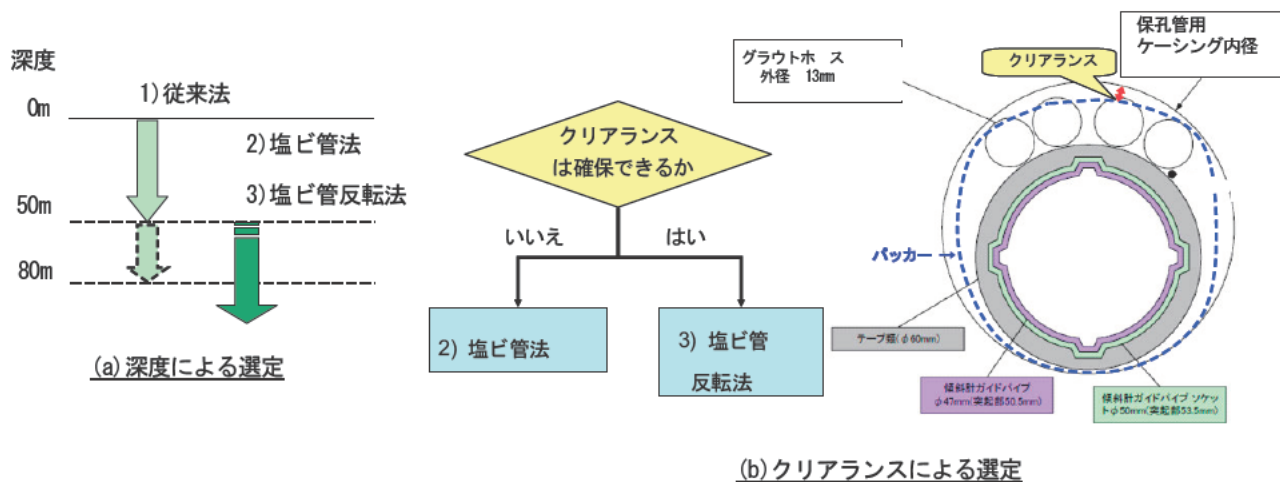 深度
0m
1)従来法
2)塩ビ管法
3)塩ビ管反転法
50m
80m
(a)深度による選定
クリアランス
は確保できるか
いいえ
はい
2) 塩ビ管法
3) 塩ビ管
反転法
グラウトホ ス
外径 13mm
クリアランス
保孔管用
ケーシング内径
パッカー
テープ類(φ60mm)
傾斜計ガイドパイプ
φ47mm(突起部50.5mm)
傾斜計ガイドパイプ ソケッ
トφ50mm(突起部53.5mm)
(b)クリアランスによる選定